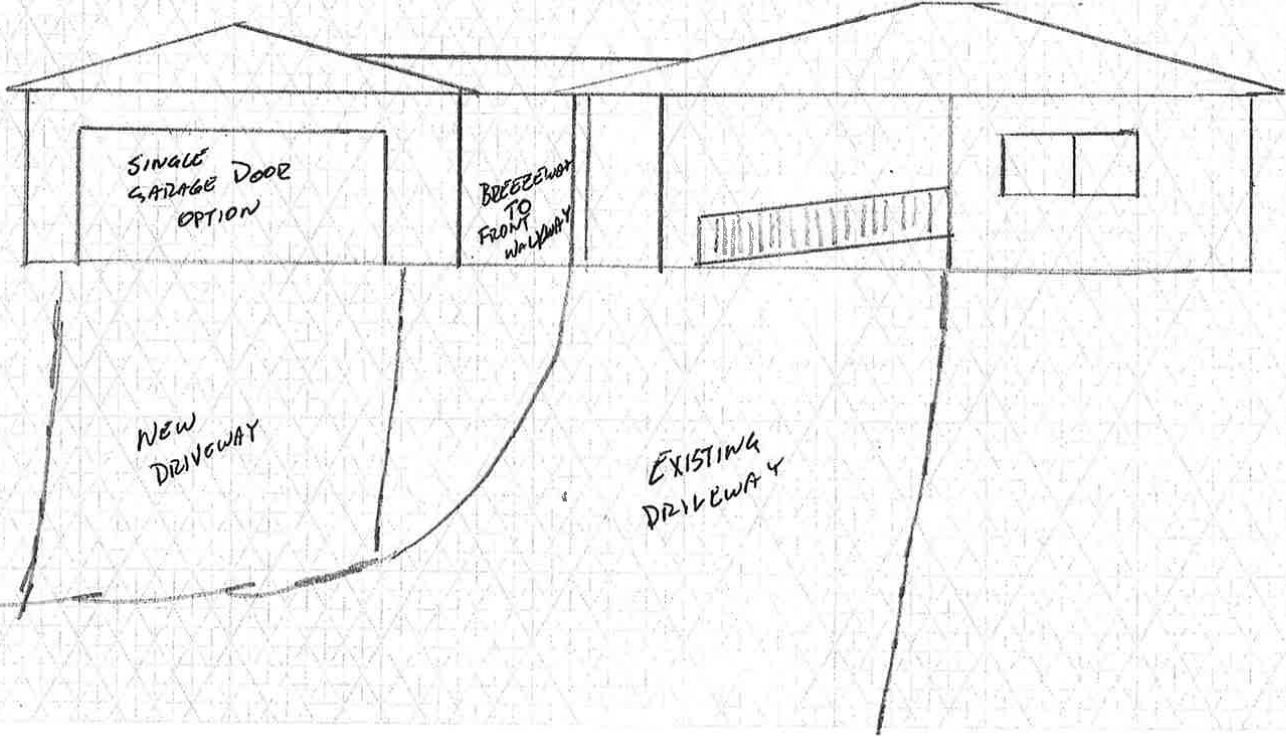 SINGLE
GARAGE DOOR
OPTION
BREEZEWAY
TO
FRONT
WALKWAY
NEW
DRIVEWAY
EXISTING
DRIVEWAY